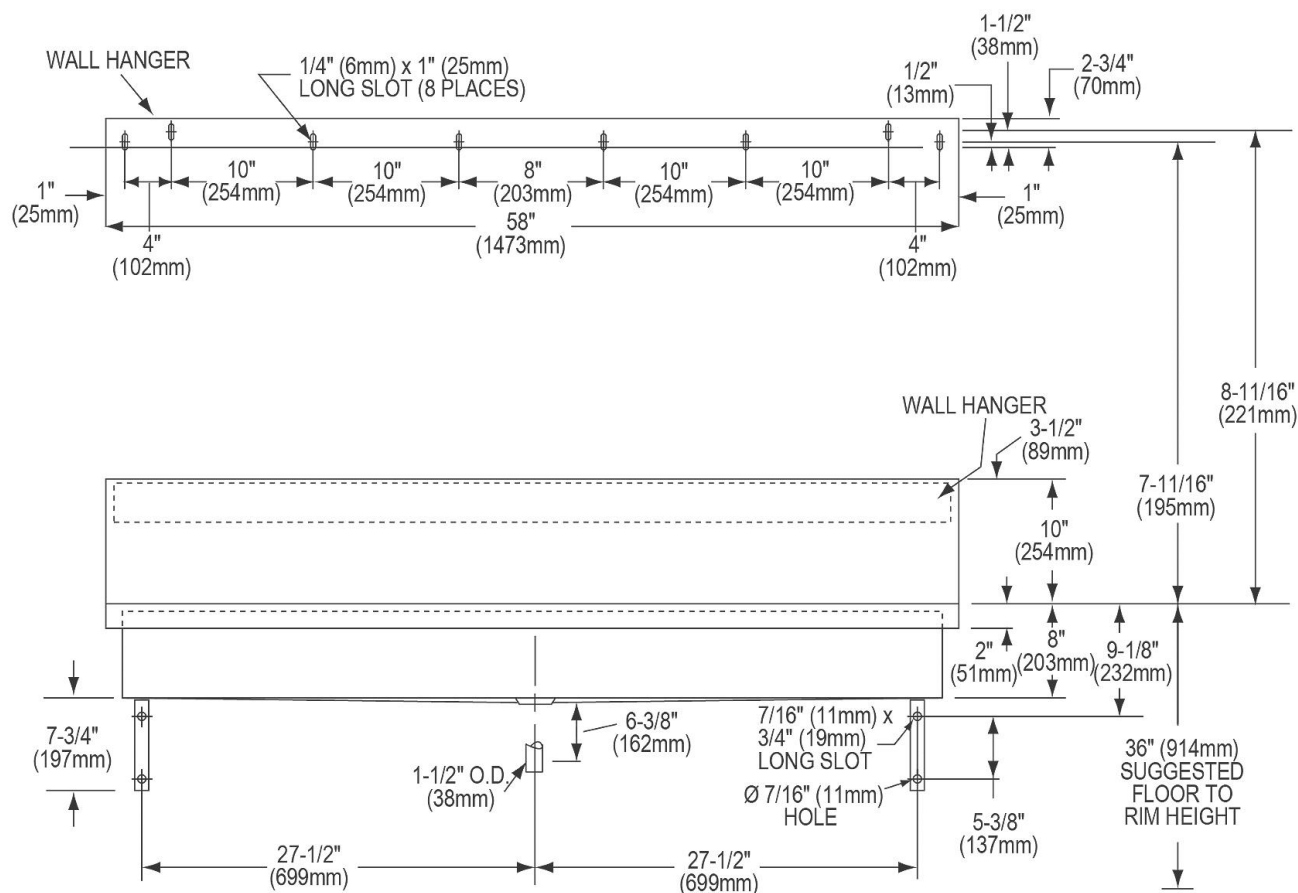 1-1/2"
(38mm)
WALL HANGER
1/4" (6mm) x 1" (25mm)
LONG SLOT (8 PLACES)
1/2"
(13mm)
2-3/4"
(70mm)
1"
(25mm)
10"
(254mm)
10"
(254mm)
8"
(203mm)
10"
(254mm)
10"
(254mm)
1"
(25mm)
58"
(1473mm)
4"
(102mm)
4"
(102mm)
8-11/16"
(221mm)
WALL HANGER
3-1/2"
(89mm)
7-11/16"
(195mm)
10"
(254mm)
2"
(51mm)
8"
(203mm)
9-1/8"
(232mm)
7-3/4"
(197mm)
6-3/8"
(162mm)
7/16" (11mm) x
3/4" (19mm)
LONG SLOT
1-1/2" O.D.
(38mm)
Ø 7/16" (11mm)
HOLE
36" (914mm)
SUGGESTED
FLOOR TO
RIM HEIGHT
5-3/8"
(137mm)
27-1/2"
(699mm)
27-1/2"
(699mm)